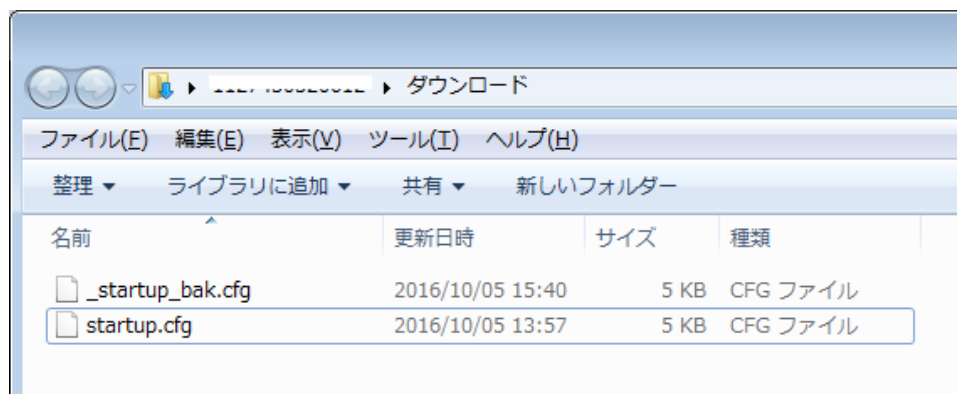 ダウンロード
ファイル(F) 編集(E) 表示(V) ツール(T) ヘルプ(H)
整理 ライブラリに追加 共有 新しいフォルダー
名前 更新日時 サイズ 種類
_startup_bak.cfg 2016/10/05 15:40 5 KB CFG ファイル
startup.cfg 2016/10/05 13:57 5 KB CFG ファイル